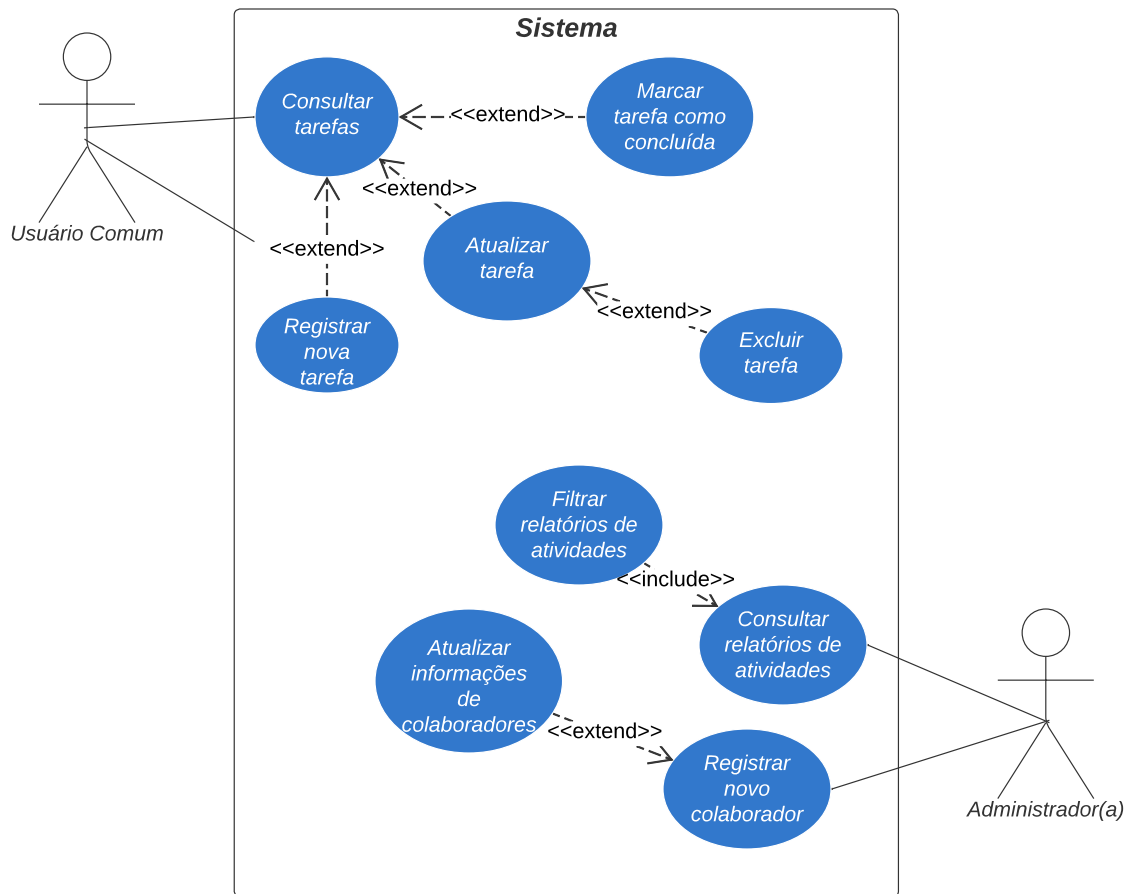 Sistema
Consultar
tarefas
<<extend>>
Marcar
tarefa como
concluída
<<extend>>
Usuário Comum
<<extend>>
Atualizar
tarefa
<<extend>>
Registrar
nova
tarefa
Excluir
tarefa
Filtrar
relatórios de
atividades
<<include>>
Consultar
relatórios de
atividades
Atualizar
informações
de
colaboradores
<<extend>>
Registrar
novo
colaborador
Administrador(a)